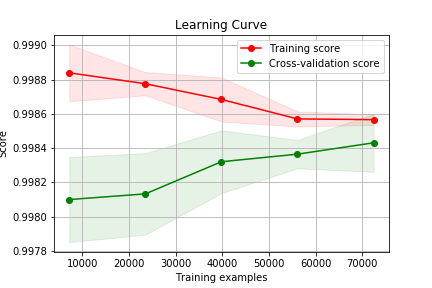 Learning Curve
0.9990
0.9988
0.9986
0.9984
0.9982
0.9980
0.9978
Score
Training score
Cross-validation score
10000 20000 30000 40000 50000 60000 70000
Training examples